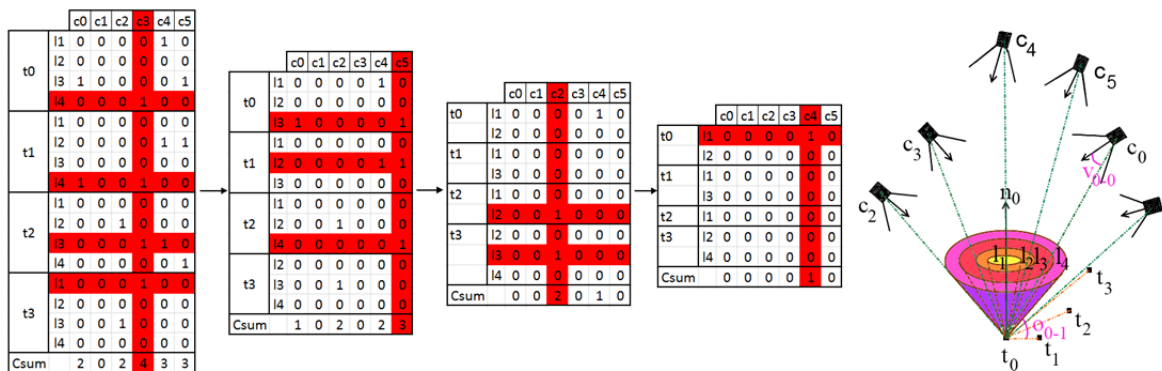 c0 c1 c2 c3 c4 c5
t0 l1 0 0 0 0 1 0
l2 0 0 0 0 0 0
l3 1 0 0 0 0 1
l4 0 0 0 1 0 0
t1 l1 0 0 0 0 0 0
l2 0 0 0 0 1 1
l3 0 0 0 0 0 0
l4 1 0 0 1 0 0
t2 l1 0 0 0 0 0 0
l2 0 0 1 0 0 0
l3 0 0 0 1 1 0
l4 0 0 0 0 0 1
t3 l1 0 0 0 1 0 0
l2 0 0 0 0 0 0
l3 0 0 1 0 0 0
l4 0 0 0 0 0 0
Csum 2 0 2 4 3 3
c0 c1 c2 c3 c4 c5
t0 l1 0 0 0 0 1 0
l2 0 0 0 0 0 0
l3 1 0 0 0 0 1
t1 l1 0 0 0 0 0 0
l2 0 0 0 0 1 1
l3 0 0 0 0 0 0
t2 l1 0 0 0 0 0 0
l2 0 0 1 0 0 0
l4 0 0 0 0 0 1
t3 l2 0 0 0 0 0 0
l3 0 0 1 0 0 0
l4 0 0 0 0 0 0
Csum 1 0 2 0 2 3
c0 c1 c2 c3 c4 c5
t0 l1 0 0 0 0 1 0
l2 0 0 0 0 0 0
t1 l1 0 0 0 0 0 0
l3 0 0 0 0 0 0
t2 l1 0 0 0 0 0 0
l2 0 0 1 0 0 0
t3 l2 0 0 0 0 0 0
l3 0 0 1 0 0 0
l4 0 0 0 0 0 0
Csum 0 0 2 0 1 0
c0 c1 c2 c3 c4 c5
t0 l1 0 0 0 0 1 0
l2 0 0 0 0 0 0
t1 l1 0 0 0 0 0 0
l3 0 0 0 0 0 0
t2 l1 0 0 0 0 0 0
t3 l2 0 0 0 0 0 0
l4 0 0 0 0 0 0
Csum 0 0 0 0 1 0
c4
c5
c3
c0
v0-0
c2
n0
l1 l2 l3 l4
t3
t2
o0-1
t0
t1